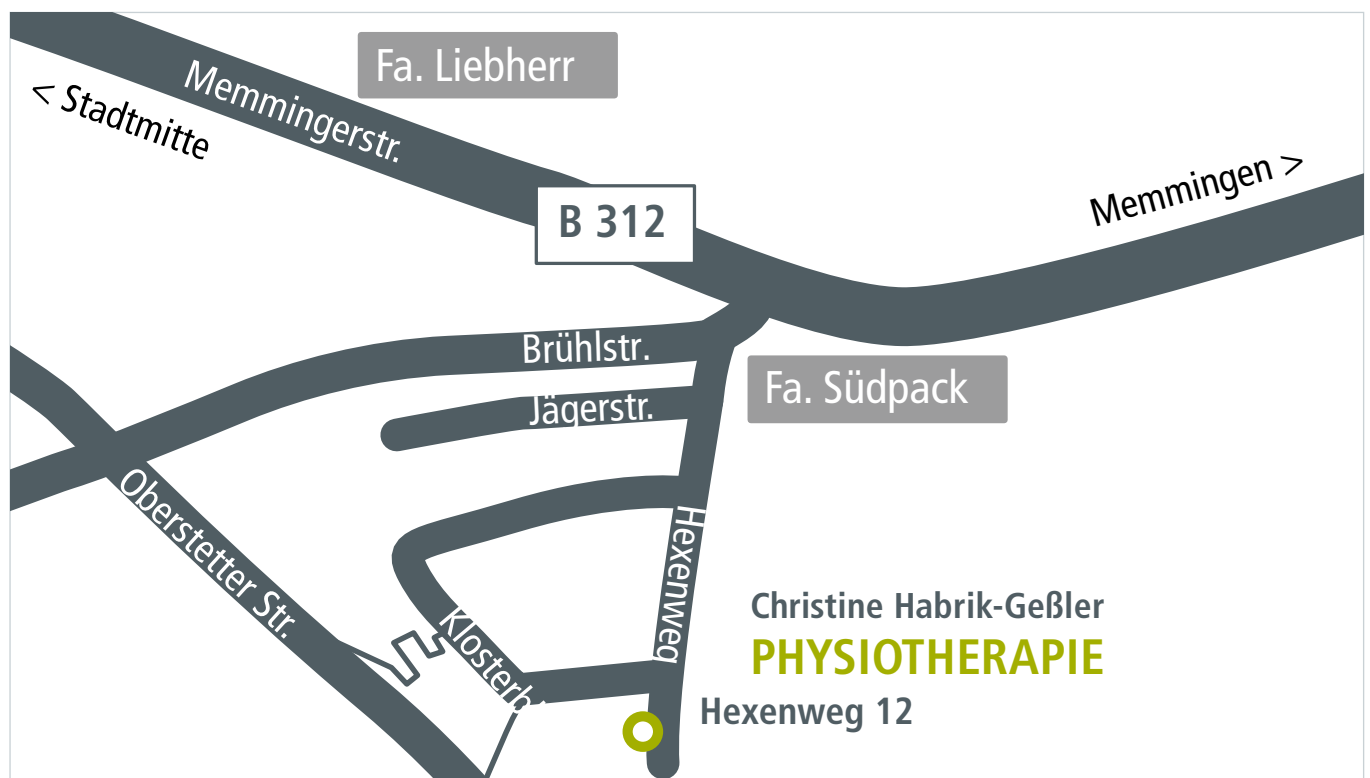 Fa. Liebherr
Memmingerstr.
< Stadtmitte
Memmingen >
B 312
Brühlstr.
Fa. Südpack
Jägerstr.
Oberstetter Str.
Hexenweg
Christine Habrik-Geßler
PHYSIOTHERAPIE
Hexenweg 12